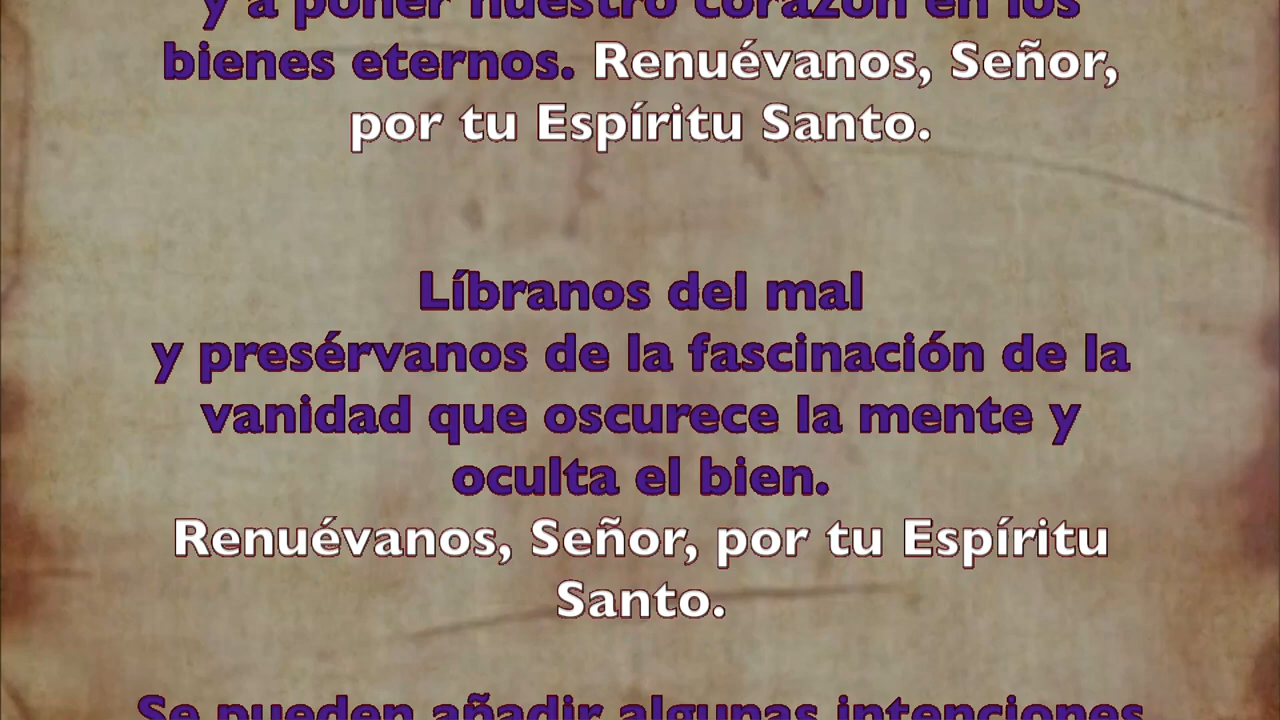 y a poner nuestro corazón en los
bienes eternos. Renuévanos, Señor,
por tu Espíritu Santo.
Líbranos del mal
y presérvanos de la fascinación de la
vanidad que oscurece la mente y
oculta el bien.
Renuévanos, Señor, por tu Espíritu
Santo.
Se pueden añadir algunas intenciones